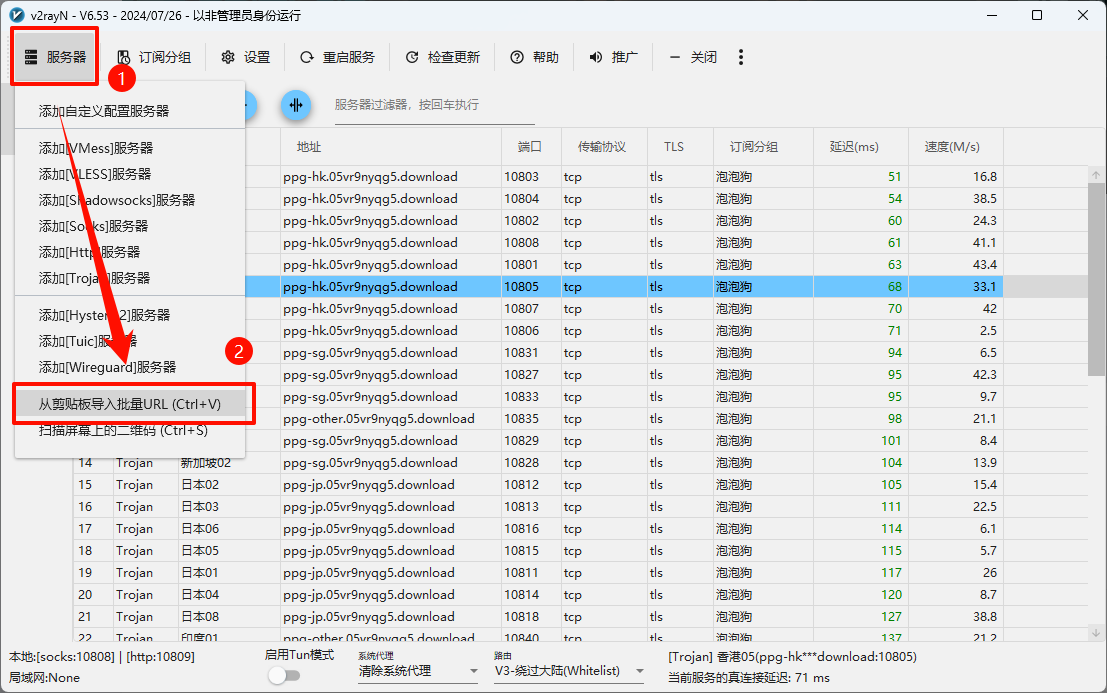 v2rayN - V6.53 - 2024/07/26 - 以非管理员身份运行
服务器 订阅分组 设置 重启服务 检查更新 帮助 推广 关闭
1
添加自定义配置服务器 服务器过滤器，按回车执行
添加[VMess]服务器 地址 端口 传输协议 TLS 订阅分组 延迟(ms) 速度(M/s)
添加[VLESS]服务器 ppg-hk.05vr9nyqg5.download 10803 tcp tls 泡泡狗 51 16.8
添加[Shadowsocks]服务器 ppg-hk.05vr9nyqg5.download 10804 tcp tls 泡泡狗 54 38.5
添加[Socks]服务器 ppg-hk.05vr9nyqg5.download 10802 tcp tls 泡泡狗 60 24.3
添加[Http]服务器 ppg-hk.05vr9nyqg5.download 10808 tcp tls 泡泡狗 61 41.1
ppg-hk.05vr9nyqg5.download 10801 tcp tls 泡泡狗 63 43.4
添加[Trojan]服务器 ppg-hk.05vr9nyqg5.download 10805 tcp tls 泡泡狗 68 33.1
添加[Hysteria2]服务器 ppg-hk.05vr9nyqg5.download 10807 tcp tls 泡泡狗 70 42
添加[Tuic]服务器 ppg-hk.05vr9nyqg5.download 10806 tcp tls 泡泡狗 71 2.5
2 ppg-sg.05vr9nyqg5.download 10831 tcp tls 泡泡狗 94 6.5
添加[Wireguard]服务器 ppg-sg.05vr9nyqg5.download 10827 tcp tls 泡泡狗 95 42.3
从剪贴板导入批量URL (Ctrl+V) ppg-sg.05vr9nyqg5.download 10833 tcp tls 泡泡狗 95 9.7
ppg-other.05vr9nyqg5.download 10835 tcp tls 泡泡狗 98 21.1
扫描屏幕上的二维码 (Ctrl+S) ppg-sg.05vr9nyqg5.download 10829 tcp tls 泡泡狗 101 8.4
14 Trojan 新加坡02 ppg-sg.05vr9nyqg5.download 10828 tcp tls 泡泡狗 104 13.9
15 Trojan 日本02 ppg-jp.05vr9nyqg5.download 10812 tcp tls 泡泡狗 105 15.4
16 Trojan 日本03 ppg-jp.05vr9nyqg5.download 10813 tcp tls 泡泡狗 111 22.5
17 Trojan 日本06 ppg-jp.05vr9nyqg5.download 10816 tcp tls 泡泡狗 114 6.1
18 Trojan 日本05 ppg-jp.05vr9nyqg5.download 10815 tcp tls 泡泡狗 115 5.7
19 Trojan 日本01 ppg-jp.05vr9nyqg5.download 10811 tcp tls 泡泡狗 117 26
20 Trojan 日本04 ppg-jp.05vr9nyqg5.download 10814 tcp tls 泡泡狗 120 8.7
21 Trojan 日本08 ppg-jp.05vr9nyqg5.download 10818 tcp tls 泡泡狗 127 38.8
22 Trojan 印度01 ppg-other.05vr9nyqg5.download 10840 tcp tls 泡泡狗 137 21.2
本地:[socks:10808] | [http:10809] 启用Tun模式 系统代理 路由 [Trojan] 香港05(ppg-hk***download:10805)
局域网:None 清除系统代理 V3-绕过大陆(Whitelist) 当前服务的真连接延迟: 71 ms